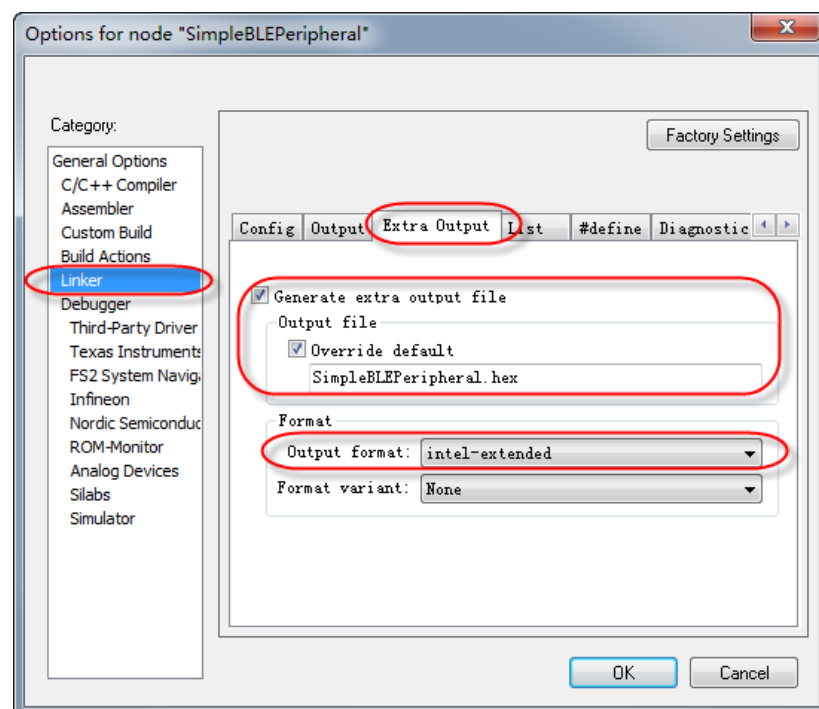 Options for node "SimpleBLEPeripheral"
X
Category:
Factory Settings
General Options
C/C++ Compiler
Assembler
Custom Build
Build Actions
Linker
Debugger
Third-Party Driver
Texas Instruments
FS2 System Navig
Infineon
Nordic Semiconduc
ROM-Monitor
Analog Devices
Silabs
Simulator
Config Output Extra Output List #define Diagnostic
Generate extra output file
Output file
Override default
SimpleBLEPeripheral.hex
Format
Output format: intel-extended
Format variant: None
OK Cancel